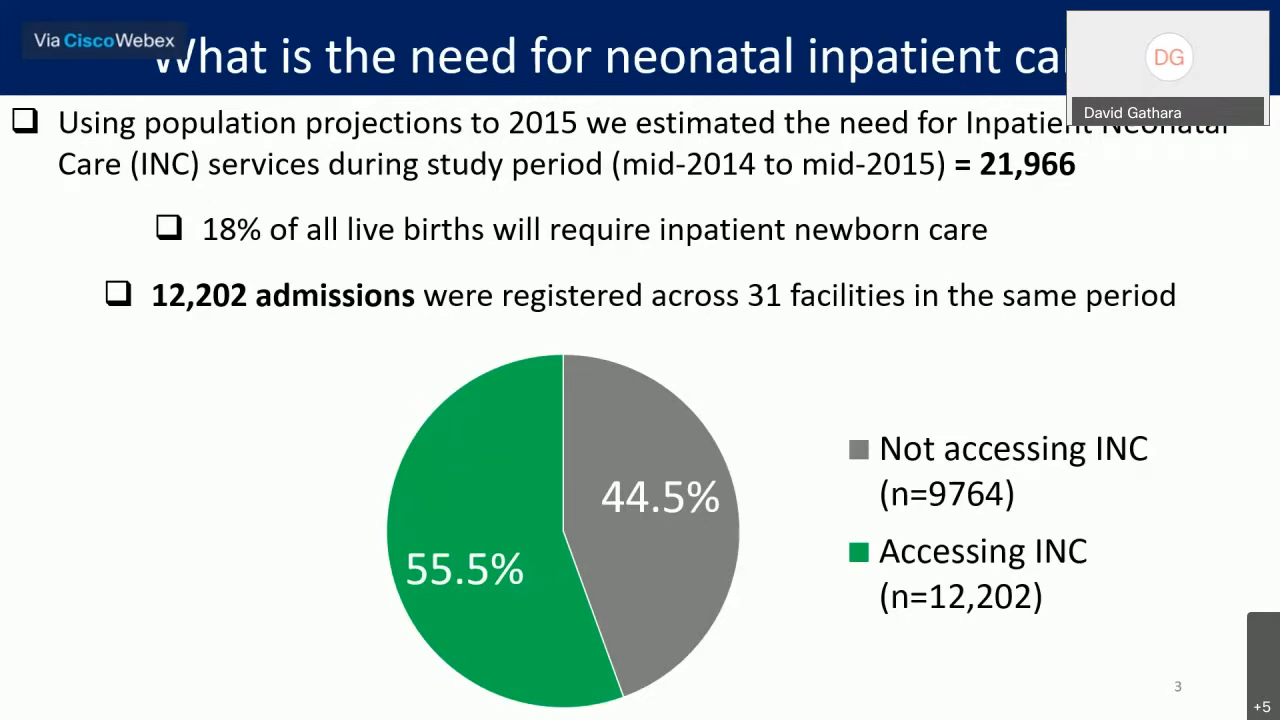 Via CiscoWebex
What is the need for neonatal inpatient
DG
David Gathara
Using population projections to 2015 we estimated the need for Inpatient Neonatal
Care (INC) services during study period (mid-2014 to mid-2015) = 21,966
18% of all live births will require inpatient newborn care
12,202 admissions were registered across 31 facilities in the same period
44.5%
55.5%
Not accessing INC
(n=9764)
Accessing INC
(n=12,202)
3
+5